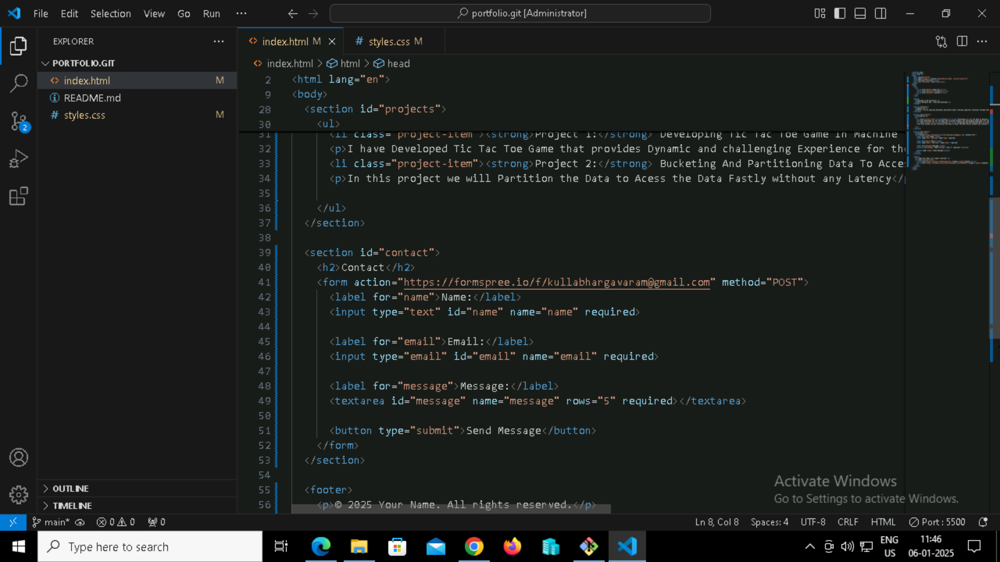 File Edit Selection View Go Run ···
portfolio.git [Administrator]
EXPLORER
PORTFOLIO.GIT
index.html M
README.md
styles.css M
2
OUTLINE
TIMELINE
index.html M
# styles.css M
index.html > html > head
2 <html lang="en">
9 <body>
28 <section id="projects">
30 <ul>
31 <li class="project-item"><strong>Project 1:</strong> Developing Tic Tac Toe Game In Machine
32 <p>I have Developed Tic Tac Toe Game that provides Dynamic and challenging Experience for th
33 <li class="project-item"><strong>Project 2:</strong> Bucketing And Partitioning Data To Acce
34 <p>In this project we will Partition the Data to Acess the Data Fastly without any Latency</
35
36 </ul>
37 </section>
38
39 <section id="contact">
40 <h2>Contact</h2>
41 <form action="https://formspree.io/f/kullabhargavaram@gmail.com" method="POST">
42 <label for="name">Name:</label>
43 <input type="text" id="name" name="name" required>
44
45 <label for="email">Email:</label>
46 <input type="email" id="email" name="email" required>
47
48 <label for="message">Message:</label>
49 <textarea id="message" name="message" rows="5" required></textarea>
50
51 <button type="submit">Send Message</button>
52 </form>
53 </section>
54
55 <footer>
56 <p>© 2025 Your Name. All rights reserved.</p>
Activate Windows
Go to Settings to activate Windows.
main* 0 0 0 Ln 8, Col 8 Spaces: 4 UTF-8 CRLF HTML Port : 5500
Type here to search
ENG
US
11:46
06-01-2025